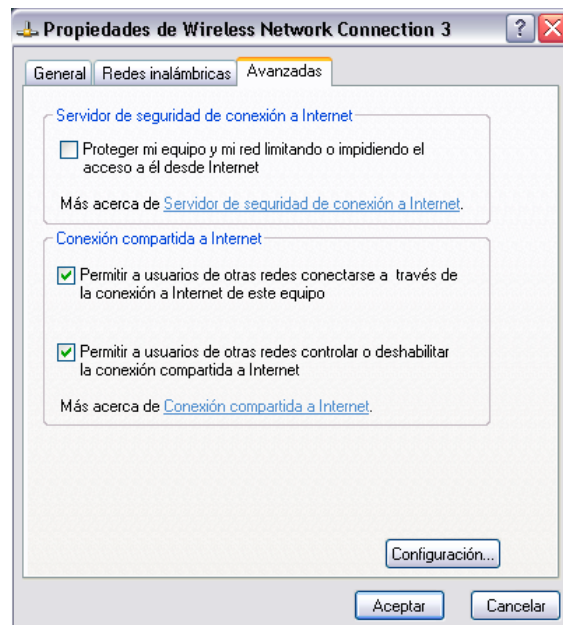 Propiedades de Wireless Network Connection 3
General
Redes inalámbricas
Avanzadas
Servidor de seguridad de conexión a Internet
Proteger mi equipo y mi red limitando o impidiendo el
acceso a él desde Internet
Más acerca de Servidor de seguridad de conexión a Internet.
Conexión compartida a Internet
Permitir a usuarios de otras redes conectarse a través de
la conexión a Internet de este equipo
Permitir a usuarios de otras redes controlar o deshabilitar
la conexión compartida a Internet
Más acerca de Conexión compartida a Internet.
Configuración...
Aceptar
Cancelar